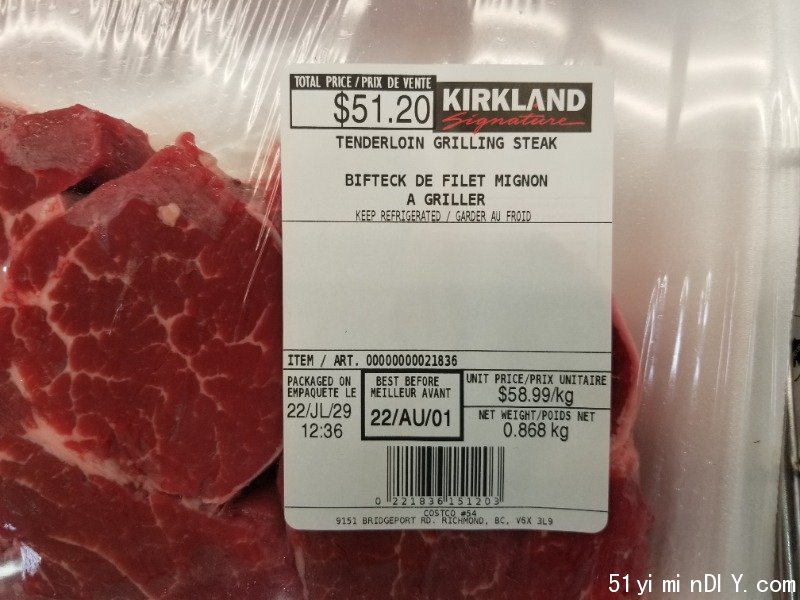 TOTAL PRICE / PRIX DE VENTE
$51.20
KIRKLAND
Signature
TENDERLOIN GRILLING STEAK
BIFTECK DE FILET MIGNON
A GRILLER
KEEP REFRIGERATED / GARDER AU FROID
ITEM / ART. 00000000021836
PACKAGED ON
EMPAQUETE LE
22/JL/29
12:36
BEST BEFORE
MEILLEUR AVANT
22/AU/01
UNIT PRICE/PRIX UNITAIRE
$58.99/kg
NET WEIGHT/POIDS NET
0.868 kg
0 221836 151203
COSTCO #54
9151 BRIDGEPORT RD. RICHMOND, BC, V6X 3L9
51yiminDIY.com